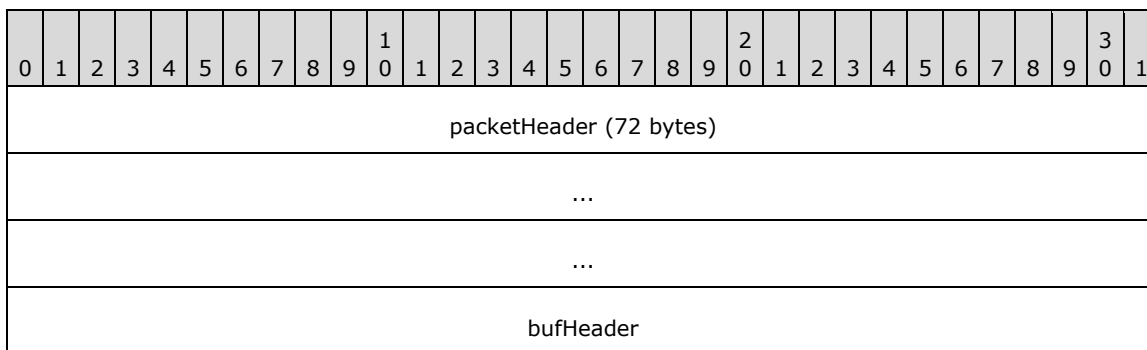 1 2 3
0 1 2 3 4 5 6 7 8 9 0 1 2 3 4 5 6 7 8 9 0 1 2 3 4 5 6 7 8 9 0 1
packetHeader (72 bytes)
...
...
bufHeader